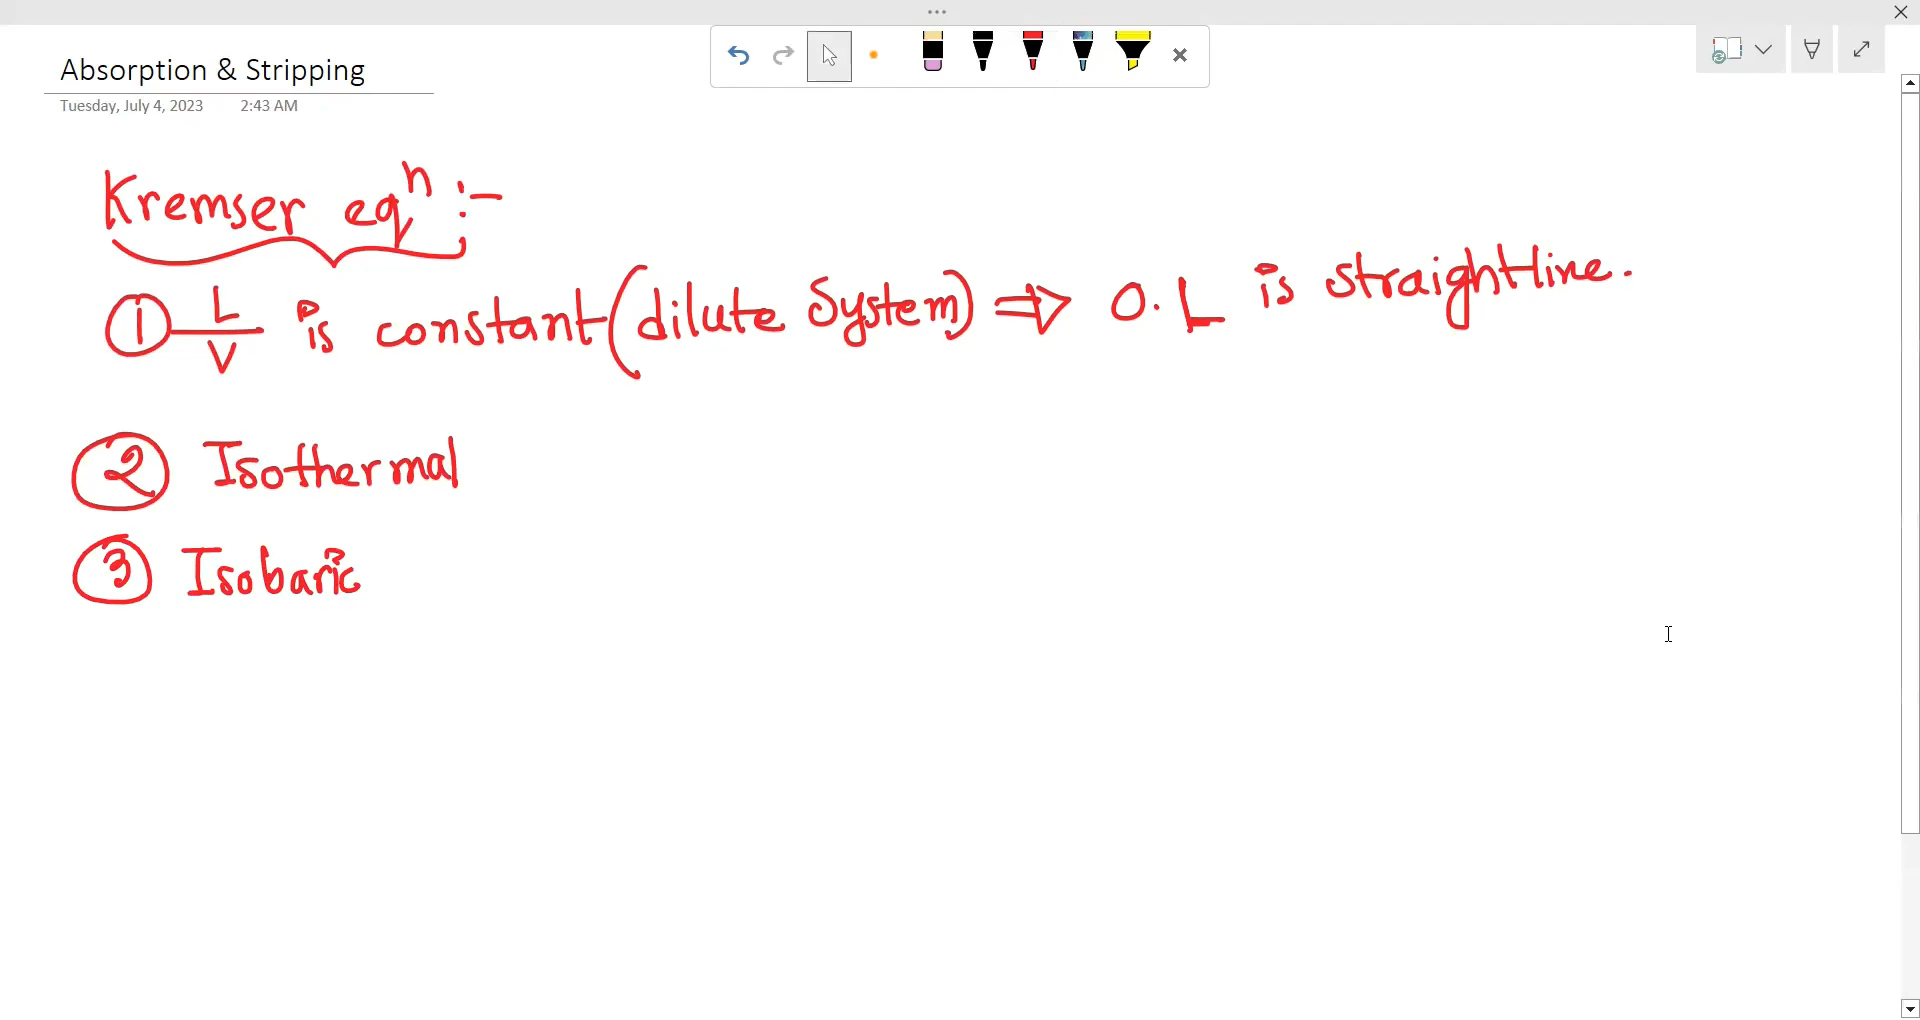 Absorption & Stripping
Tuesday, July 4, 2023 2:43 AM
Kremser eqⁿ :-
① L/V is constant (dilute System) ⇒ O.L is straightline.
② Isothermal
③ Isobaric